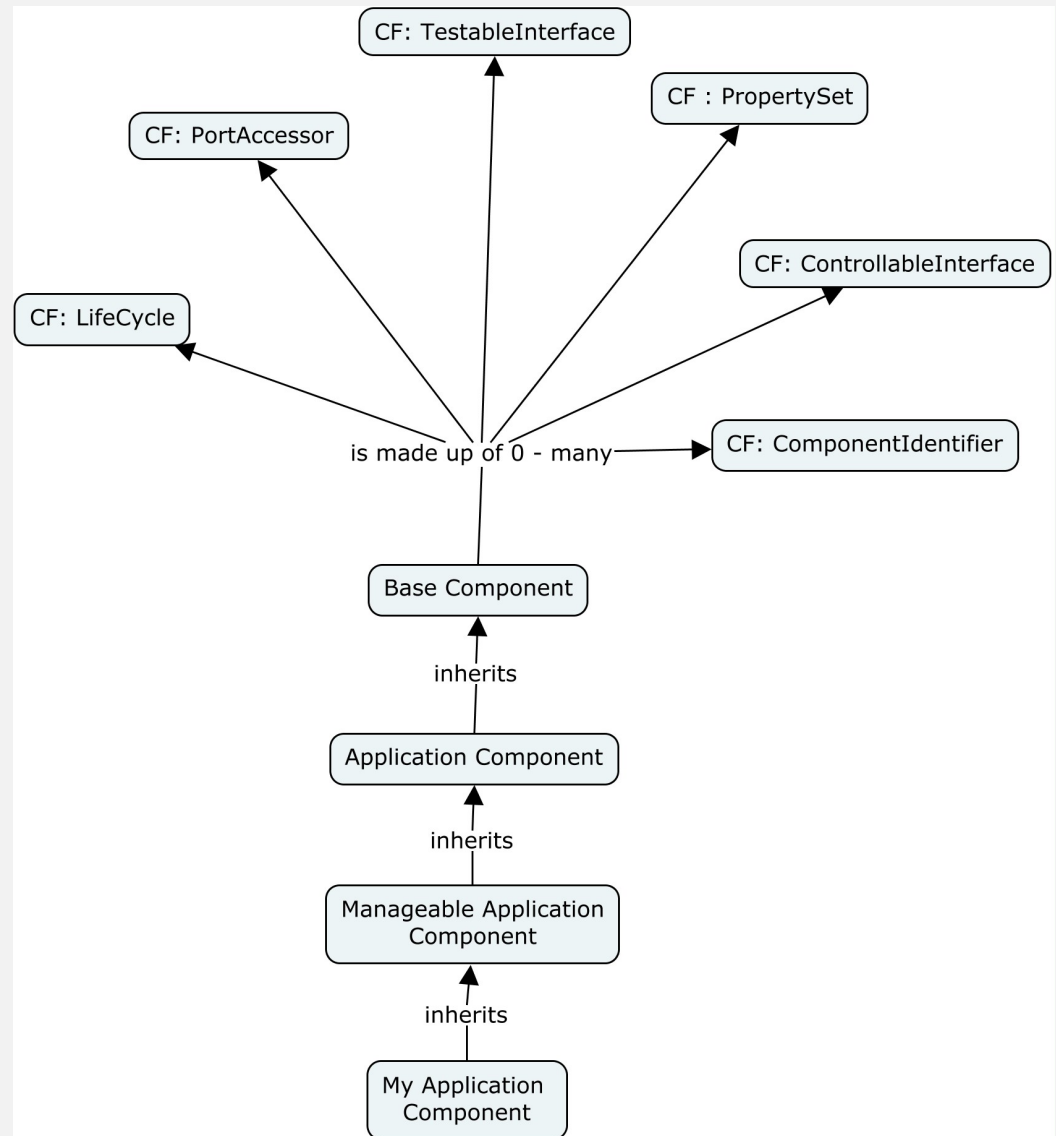 CF: TestableInterface
CF : PropertySet
CF: PortAccessor
CF: ControllableInterface
CF: LifeCycle
CF: ComponentIdentifier
is made up of 0 - many
Base Component
inherits
Application Component
inherits
Manageable Application
Component
inherits
My Application
Component